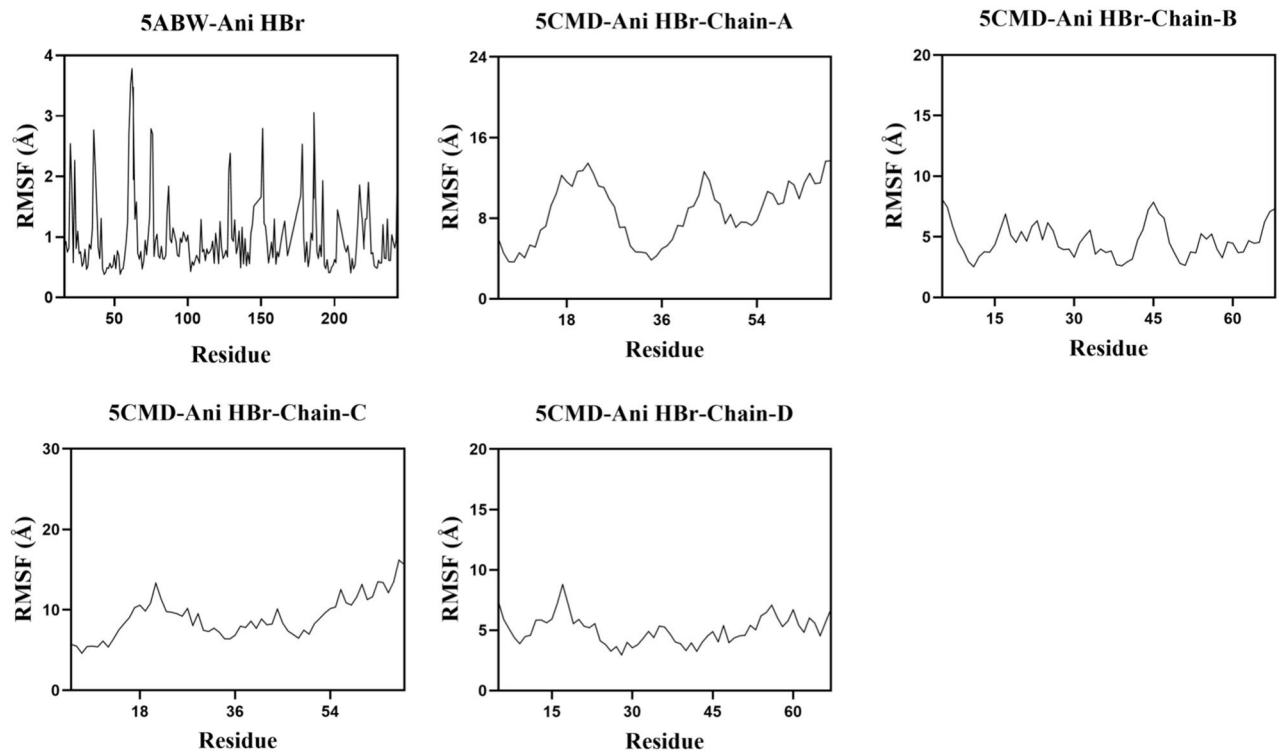 5ABW-Ani HBr
4
3
2
1
0
RMSF (Å)
50 100 150 200
Residue
5CMD-Ani HBr-Chain-A
24
16
8
0
RMSF (Å)
18 36 54
Residue
5CMD-Ani HBr-Chain-B
20
15
10
5
0
RMSF (Å)
15 30 45 60
Residue
5CMD-Ani HBr-Chain-C
30
20
10
0
RMSF (Å)
18 36 54
Residue
5CMD-Ani HBr-Chain-D
20
15
10
5
0
RMSF (Å)
15 30 45 60
Residue